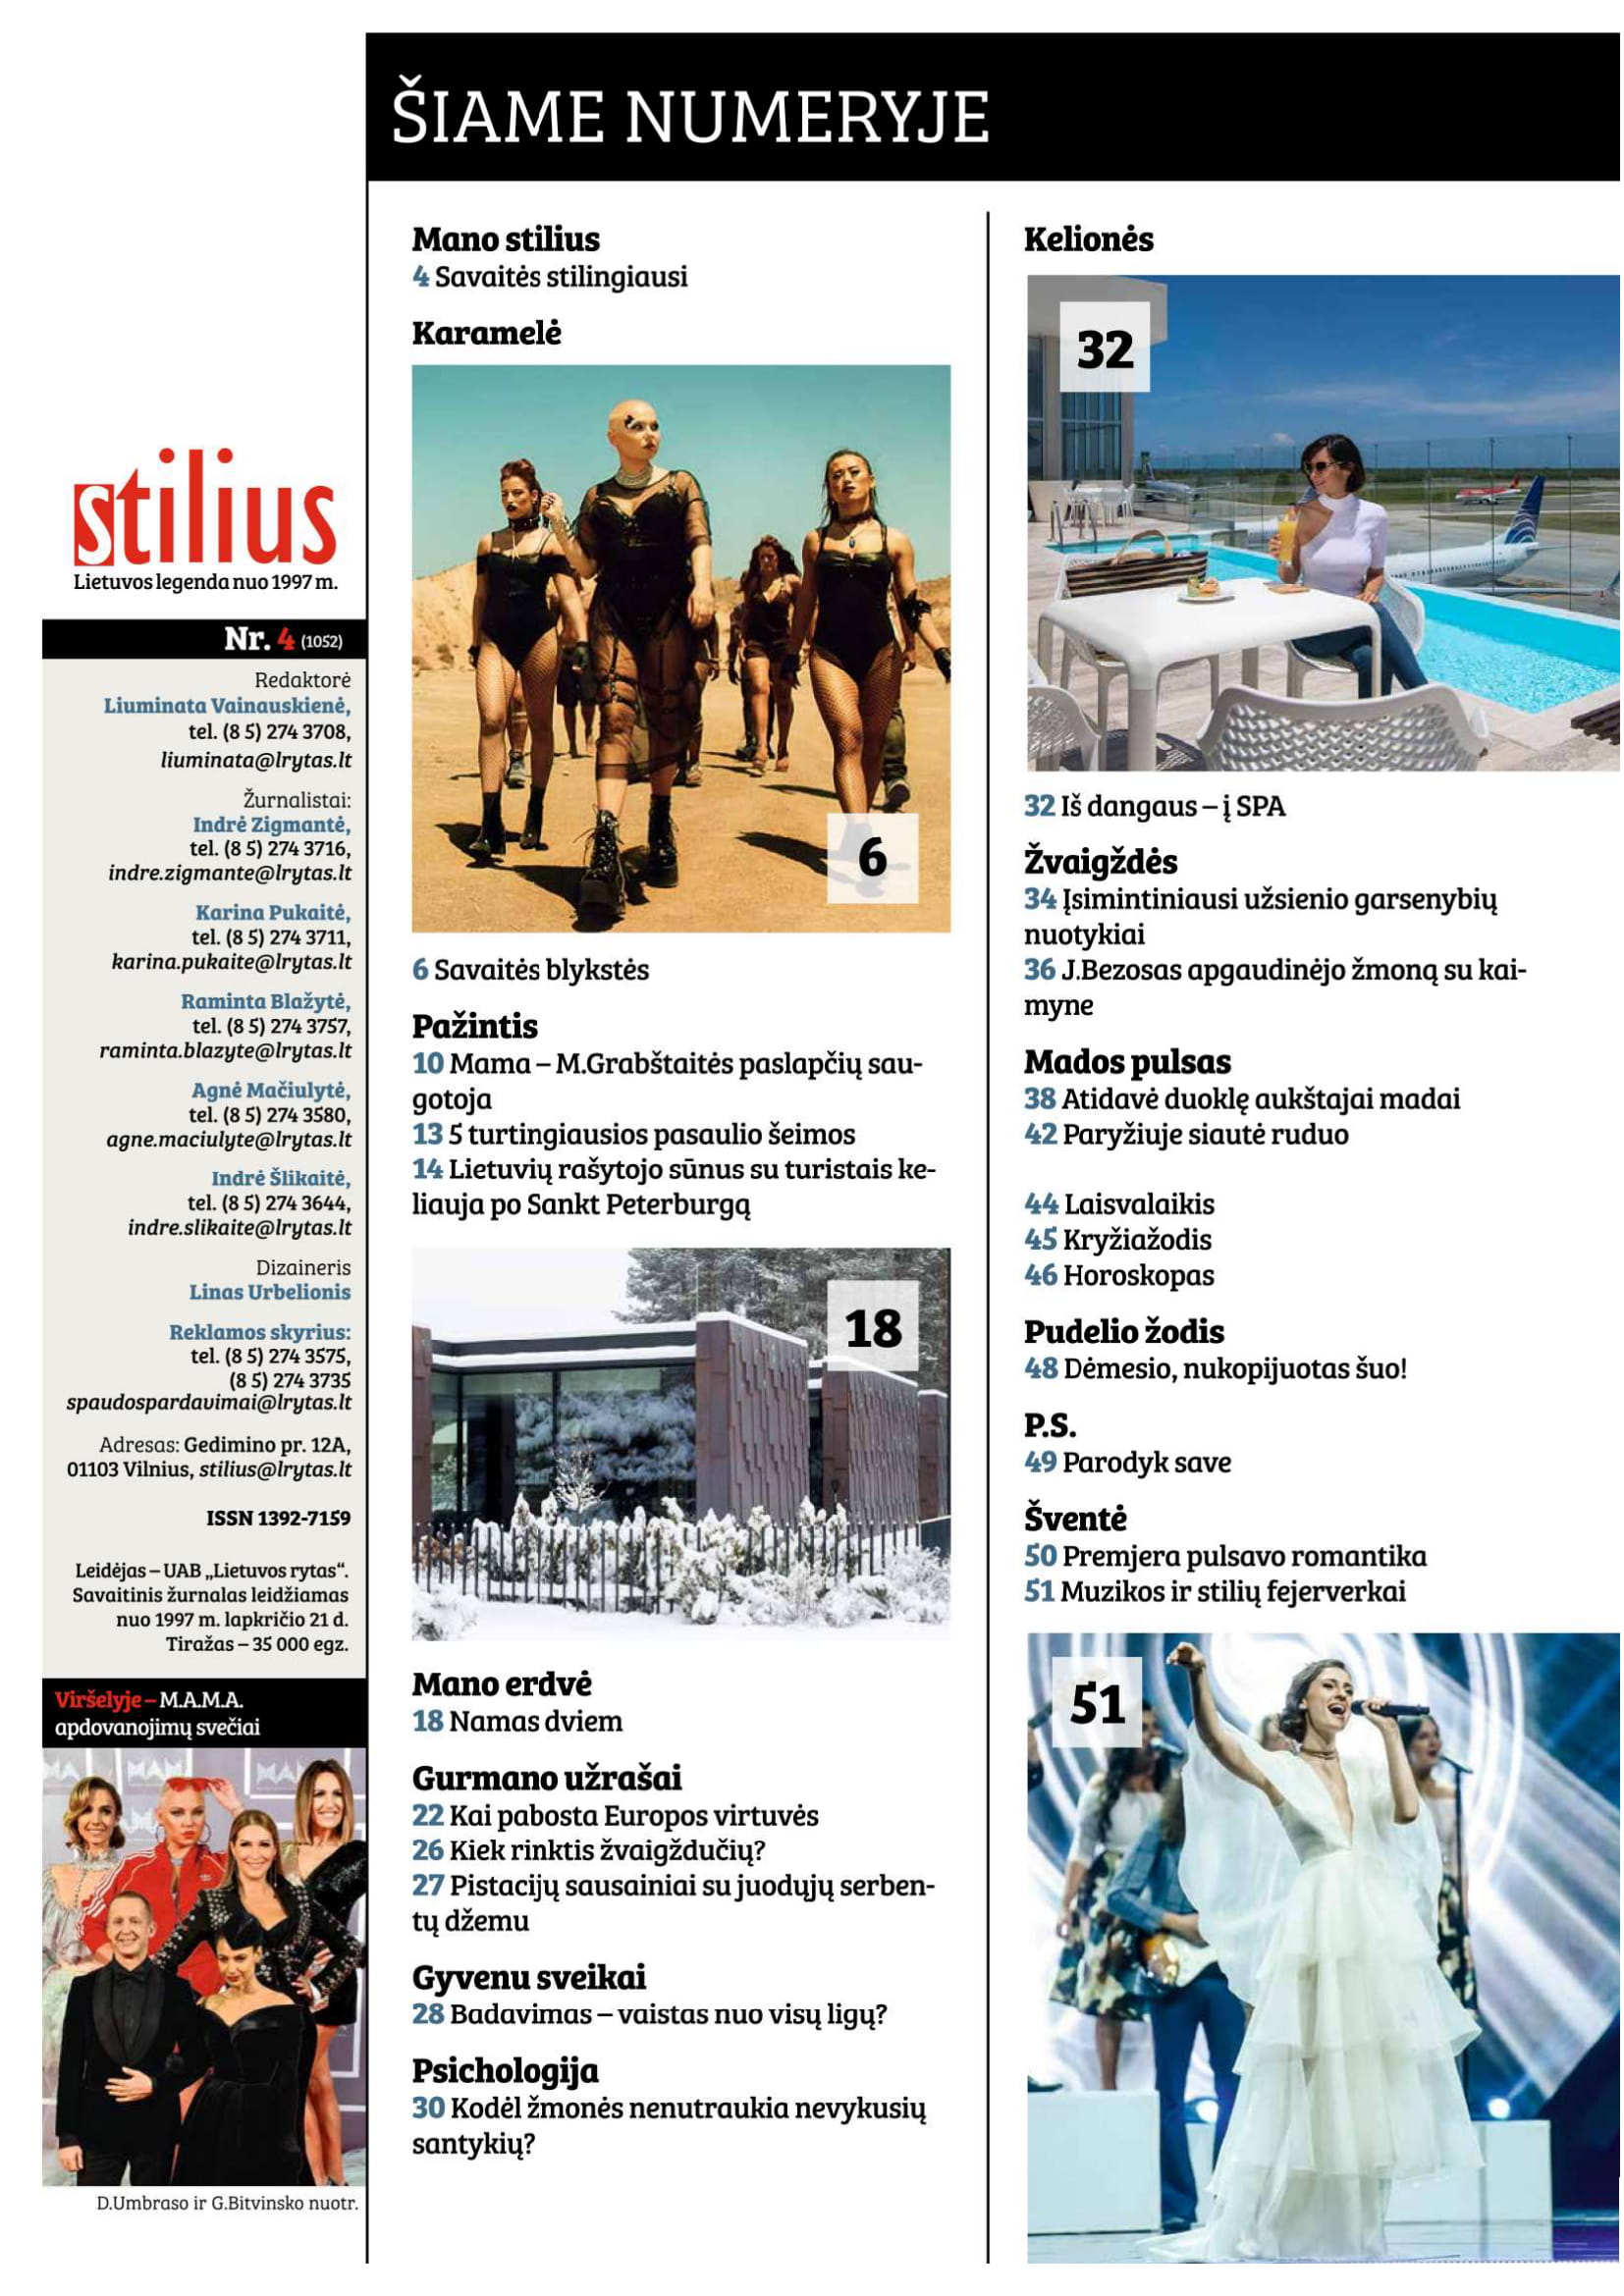 ŠIAME NUMERYJE
stilius
Lietuvos legenda nuo 1997 m.
Nr. 4 (1052)
Redaktorė
Liuminata Vainauskienė,
tel. (8 5) 274 3708,
liuminata@lrytas.lt
Žurnalistai:
Indrė Zigmantė,
tel. (8 5) 274 3716,
indre.zigmante@lrytas.lt
Karina Pukaitė,
tel. (8 5) 274 3711,
karina.pukaite@lrytas.lt
Raminta Blažytė,
tel. (8 5) 274 3757,
raminta.blazyte@lrytas.lt
Agnė Mačiulytė,
tel. (8 5) 274 3580,
agne.maciulyte@lrytas.lt
Indrė Šlikaitė,
tel. (8 5) 274 3644,
indre.slikaite@lrytas.lt
Dizaineris
Linas Urbelionis
Reklamos skyrius:
tel. (8 5) 274 3575,
(8 5) 274 3735
spaudospardavimai@lrytas.lt
Adresas: Gedimino pr. 12A,
01103 Vilnius, stilius@lrytas.lt
ISSN 1392-7159
Leidėjas – UAB „Lietuvos rytas“.
Savaitinis žurnalas leidžiamas
nuo 1997 m. lapkričio 21 d.
Tiražas – 35 000 egz.
Viršelyje – M.A.M.A.
apdovanojimų svečiai
D.Umbraso ir G.Bitvinsko nuotr.
Mano stilius
4 Savaitės stilingiausi
Karamelė
6
6 Savaitės blykstės
Pažintis
10 Mama – M.Grabštaitės paslapčių sau-
gotoja
13 5 turtingiausios pasaulio šeimos
14 Lietuvių rašytojo sūnus su turistais ke-
liauja po Sankt Peterburgą
18
Mano erdvė
18 Namas dviem
Gurmano užrašai
22 Kai pabosta Europos virtuvės
26 Kiek rinktis žvaigždučių?
27 Pistacijų sausainiai su juodųjų serben-
tų džemu
Gyvenu sveikai
28 Badavimas – vaistas nuo visų ligų?
Psichologija
30 Kodėl žmonės nenutraukia nevykusių
santykių?
Kelionės
32
32 Iš dangaus – į SPA
Žvaigždės
34 Įsimintiniausi užsienio garsenybių
nuotykiai
36 J.Bezosas apgaudinėjo žmoną su kai-
myne
Mados pulsas
38 Atidavė duoklę aukštajai madai
42 Paryžiuje siautė ruduo
44 Laisvalaikis
45 Kryžiažodis
46 Horoskopas
Pudelio žodis
48 Dėmesio, nukopijuotas šuo!
P.S.
49 Parodyk save
Šventė
50 Premjera pulsavo romantika
51 Muzikos ir stilių fejerverkai
51